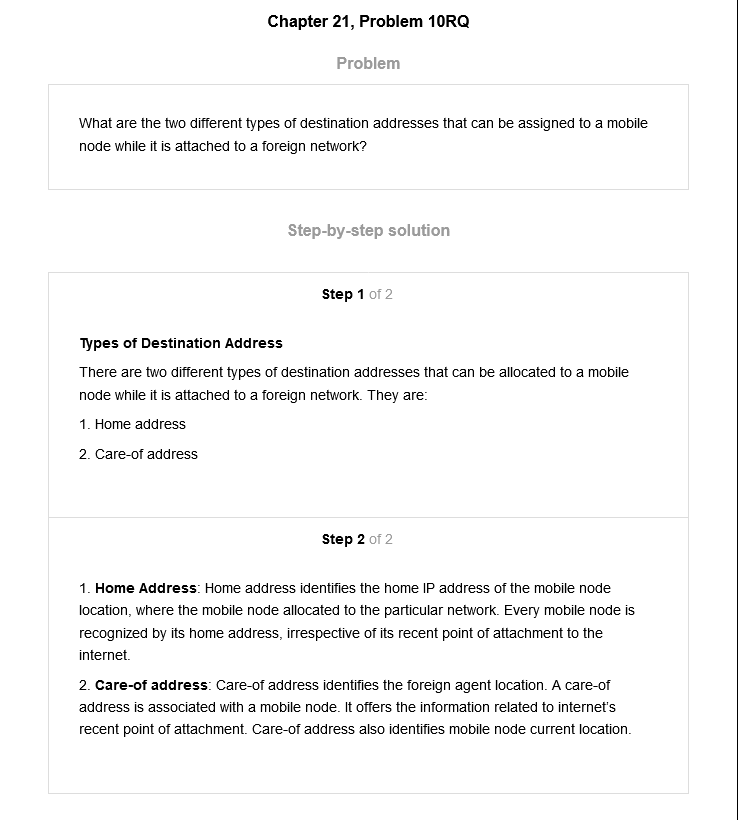 Chapter 21, Problem 10RQ
Problem
What are the two different types of destination addresses that can be assigned to a mobile
node while it is attached to a foreign network?
Step-by-step solution
Step 1 of 2
Types of Destination Address
There are two different types of destination addresses that can be allocated to a mobile
node while it is attached to a foreign network. They are:
1. Home address
2. Care-of address
Step 2 of 2
1. Home Address: Home address identifies the home IP address of the mobile node
location, where the mobile node allocated to the particular network. Every mobile node is
recognized by its home address, irrespective of its recent point of attachment to the
internet.
2. Care-of address: Care-of address identifies the foreign agent location. A care-of
address is associated with a mobile node. It offers the information related to internet's
recent point of attachment. Care-of address also identifies mobile node current location.